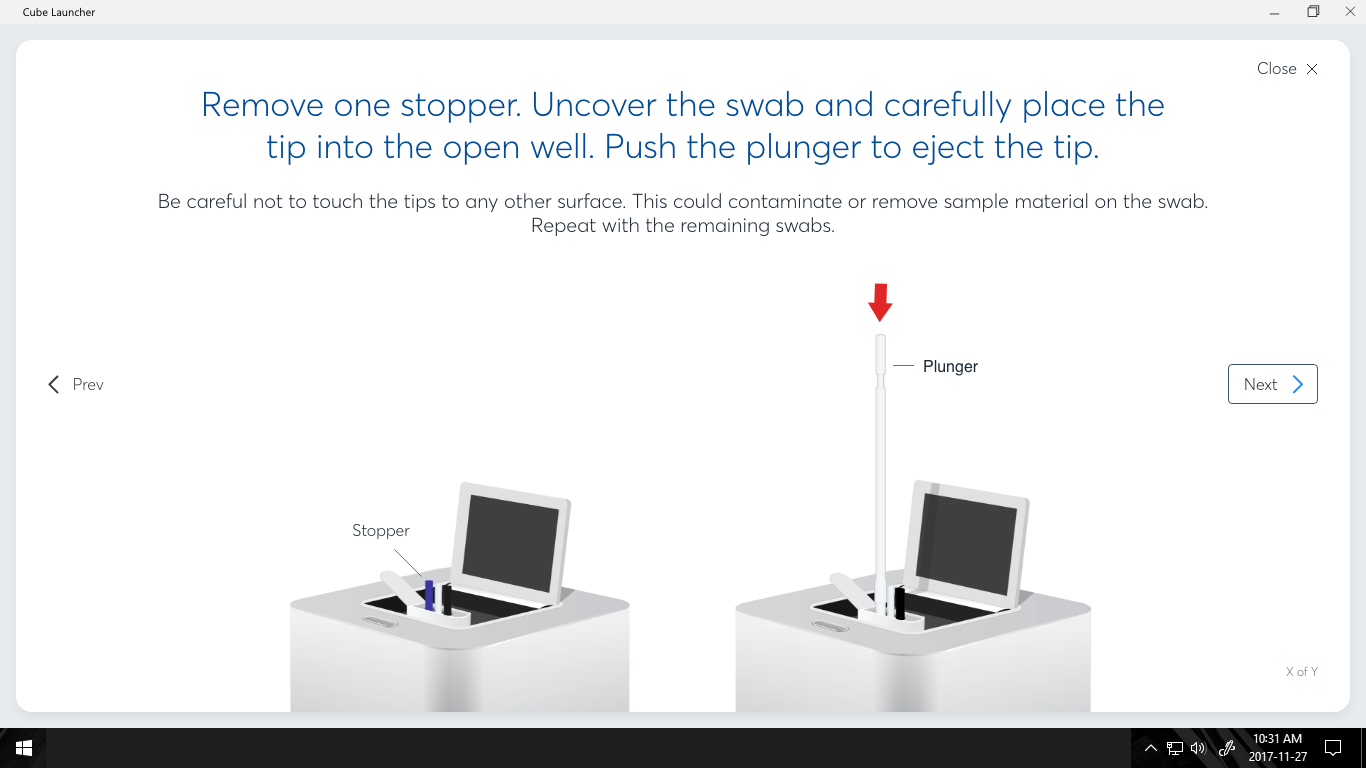 Cube Launcher
Close
Remove one stopper. Uncover the swab and carefully place the
tip into the open well. Push the plunger to eject the tip.
Be careful not to touch the tips to any other surface. This could contaminate or remove sample material on the swab.
Repeat with the remaining swabs.
Plunger
Prev
Next
Stopper
X of Y
10:31 AM
2017-11-27